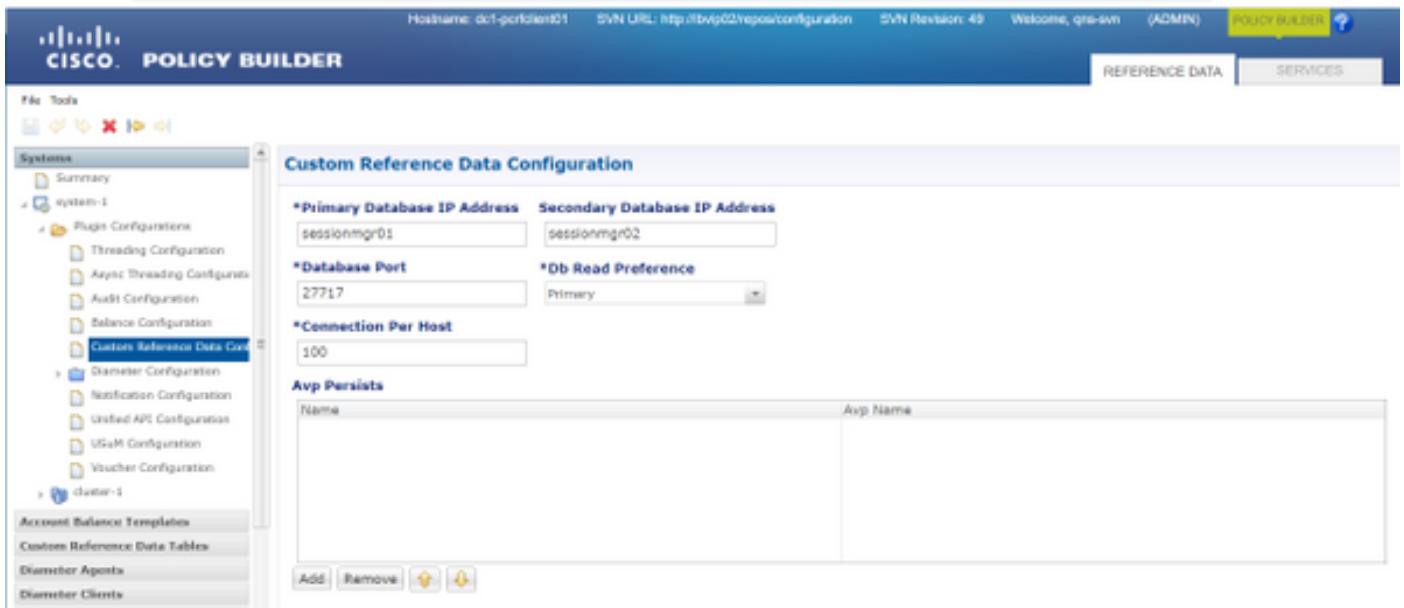 Hostname: dc1-perfclient01 SVN URL: http://lbvip02/repos/configuration SVN Revision: 49 Welcome, qns-svn (ADMIN) POLICY BUILDER ?
CISCO. POLICY BUILDER
REFERENCE DATA SERVICES
File Tools
Systems
Summary
system-1
Plugin Configurations
Threading Configuration
Async Threading Configurati
Audit Configuration
Balance Configuration
Custom Reference Data Conf
Diameter Configuration
Notification Configuration
Unified API Configuration
USuM Configuration
Voucher Configuration
cluster-1
Account Balance Templates
Custom Reference Data Tables
Diameter Agents
Diameter Clients
Custom Reference Data Configuration
*Primary Database IP Address Secondary Database IP Address
sessionmgr01 sessionmgr02
*Database Port *Db Read Preference
27717 Primary
*Connection Per Host
100
Avp Persists
Name Avp Name
Add Remove